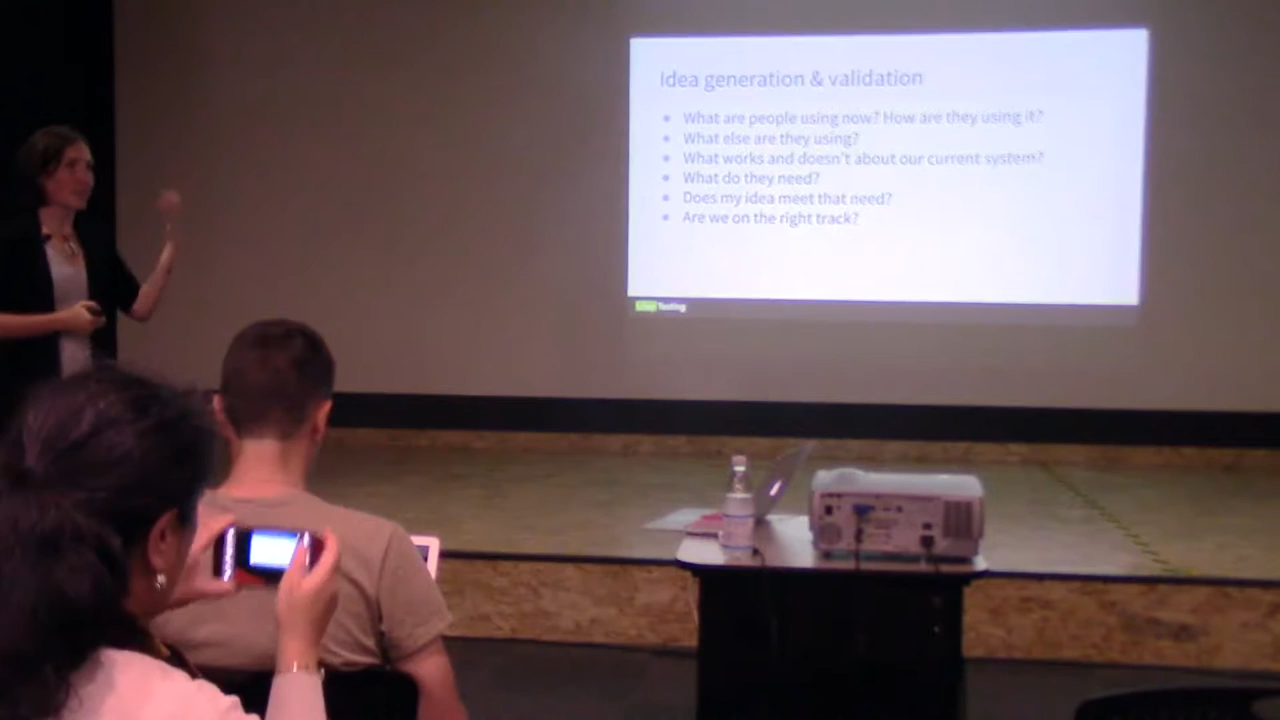 Idea generation & validation
What are people using now? How are they using it?
What else are they using?
What works and doesn't about our current system?
What do they need?
Does my idea meet that need?
Are we on the right track?
Testing